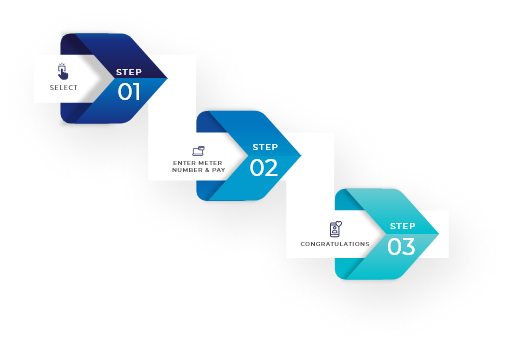 STEP
01
SELECT
STEP
02
ENTER METER
NUMBER & PAY
STEP
03
CONGRATULATIONS